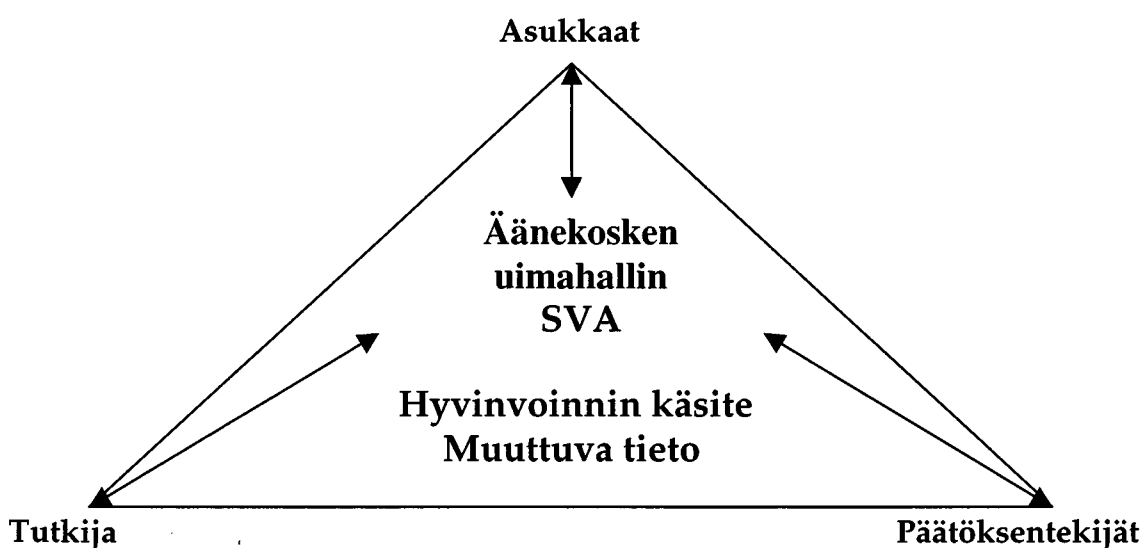 Asukkaat
Äänekosken
uimahallin
SVA
Hyvinvoinnin käsite
Muuttuva tieto
Tutkija
Päätöksentekijät